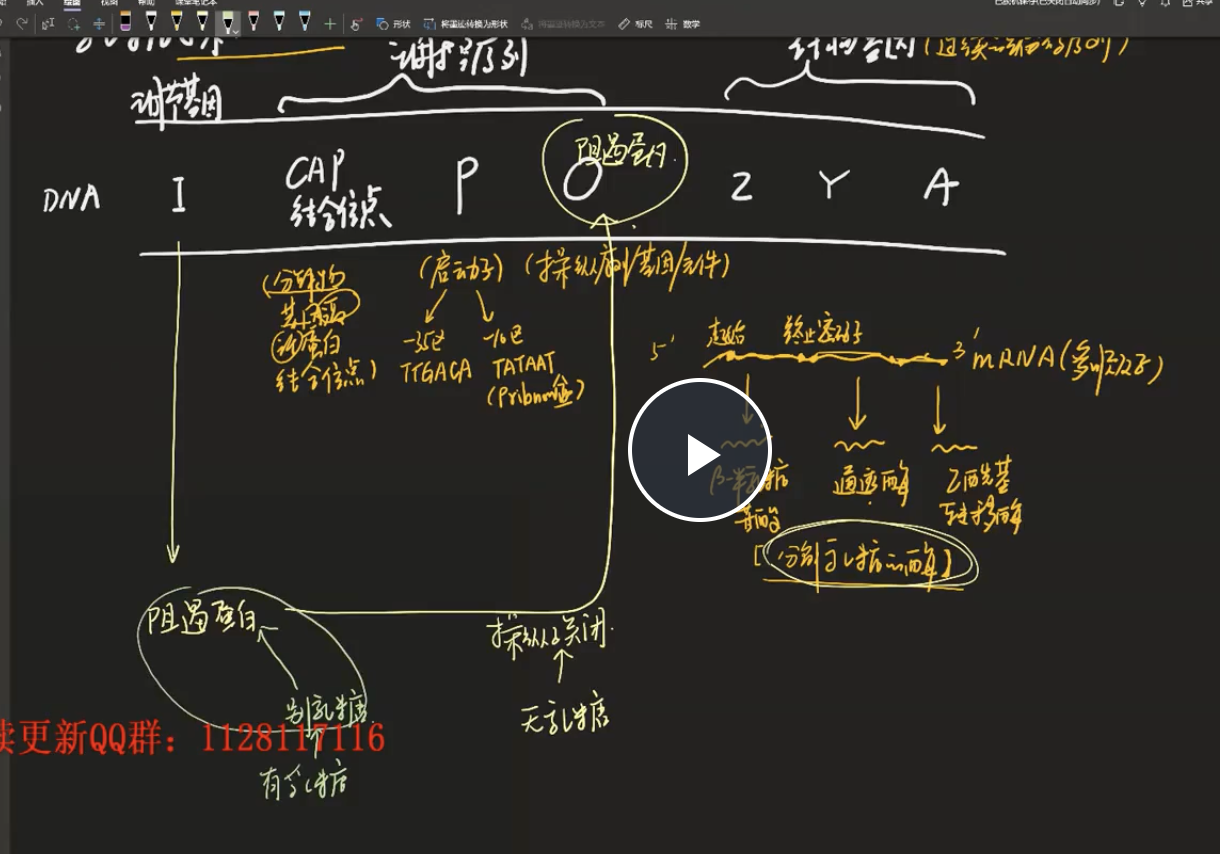 插入 绘图 视图 帮助 课堂笔记本
形状 将墨迹转换为形状 将墨迹转换为文本 标尺 数学
调控序列 结构基因
调节基因
阻遏蛋白.
DNA I CAP P O Z Y A
结合位点
(分解物 (启动子) (操纵序列/基因/元件)
基因激
活蛋白
结合位点)
-35区 -10区
TTGACA TATAAT
(Pribnow盒)
起始 终止密码子
5' 3' mRNA(多顺反子)
β-半乳糖 通透酶 乙酰基
苷酶 转移酶
[分解乳糖的酶]
阻遏蛋白 操纵子关闭.
别乳糖 无乳糖
续更新QQ群：1128117116
有乳糖